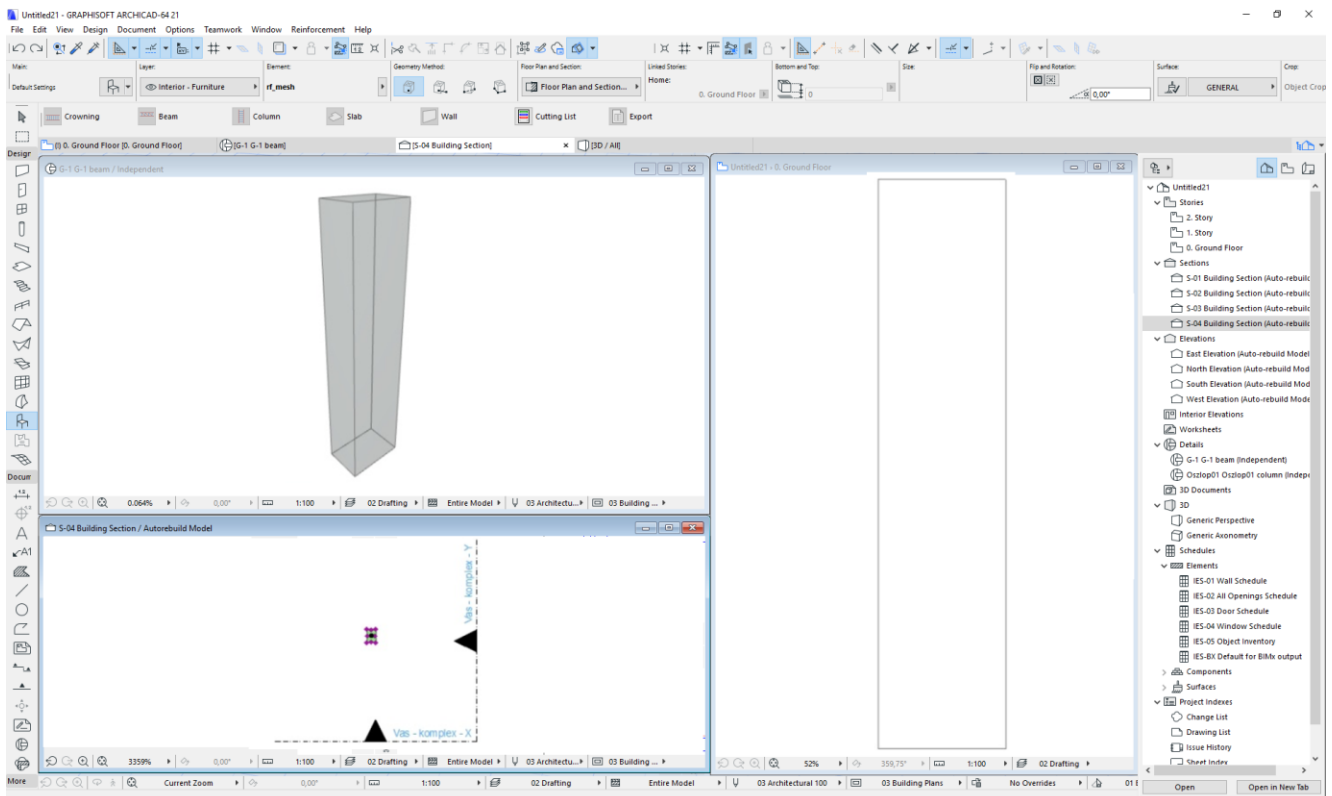 Untitled21 - GRAPHISOFT ARCHICAD-64 21
File Edit View Design Document Options Teamwork Window Reinforcement Help
Main: Layer: Element: Geometry Method: Floor Plan and Section: Linked Stories: Bottom and Top: Size: Flip and Rotation: Surface: Crop:
Default Settings Interior - Furniture rf_mesh Floor Plan and Section... Home: 0. Ground Floor 0 0,00° GENERAL Object Crop
Crowning Beam Column Slab Wall Cutting List Export
(!) 0. Ground Floor [0. Ground Floor] [G-1 G-1 beam] [S-04 Building Section] [3D / All]
Design
G-1 G-1 beam / Independent
0.064% 0,00° 1:100 02 Drafting Entire Model 03 Architectu... 03 Building ...
S-04 Building Section / Autorebuild Model
Vas - komplex - Y
Vas - komplex - X
3359% 0,00° 1:100 02 Drafting Entire Model 03 Architectu... 03 Building ...
Untitled21 - 0. Ground Floor
52% 359,75° 1:100 02 Drafting
Docum
A1
More
Current Zoom 0,00° 1:100 02 Drafting Entire Model 03 Architectural 100 03 Building Plans No Overrides 01
Untitled21
Stories
2. Story
1. Story
0. Ground Floor
Sections
S-01 Building Section (Auto-rebuild
S-02 Building Section (Auto-rebuild
S-03 Building Section (Auto-rebuild
S-04 Building Section (Auto-rebuild
Elevations
East Elevation (Auto-rebuild Model
North Elevation (Auto-rebuild Mod
South Elevation (Auto-rebuild Mod
West Elevation (Auto-rebuild Mode
Interior Elevations
Worksheets
Details
G-1 G-1 beam (Independent)
Oszlop01 Oszlop01 column (Indepe
3D Documents
3D
Generic Perspective
Generic Axonometry
Schedules
Elements
IES-01 Wall Schedule
IES-02 All Openings Schedule
IES-03 Door Schedule
IES-04 Window Schedule
IES-05 Object Inventory
IES-BX Default for BIMx output
Components
Surfaces
Project Indexes
Change List
Drawing List
Issue History
Sheet Index
Open Open in New Tab